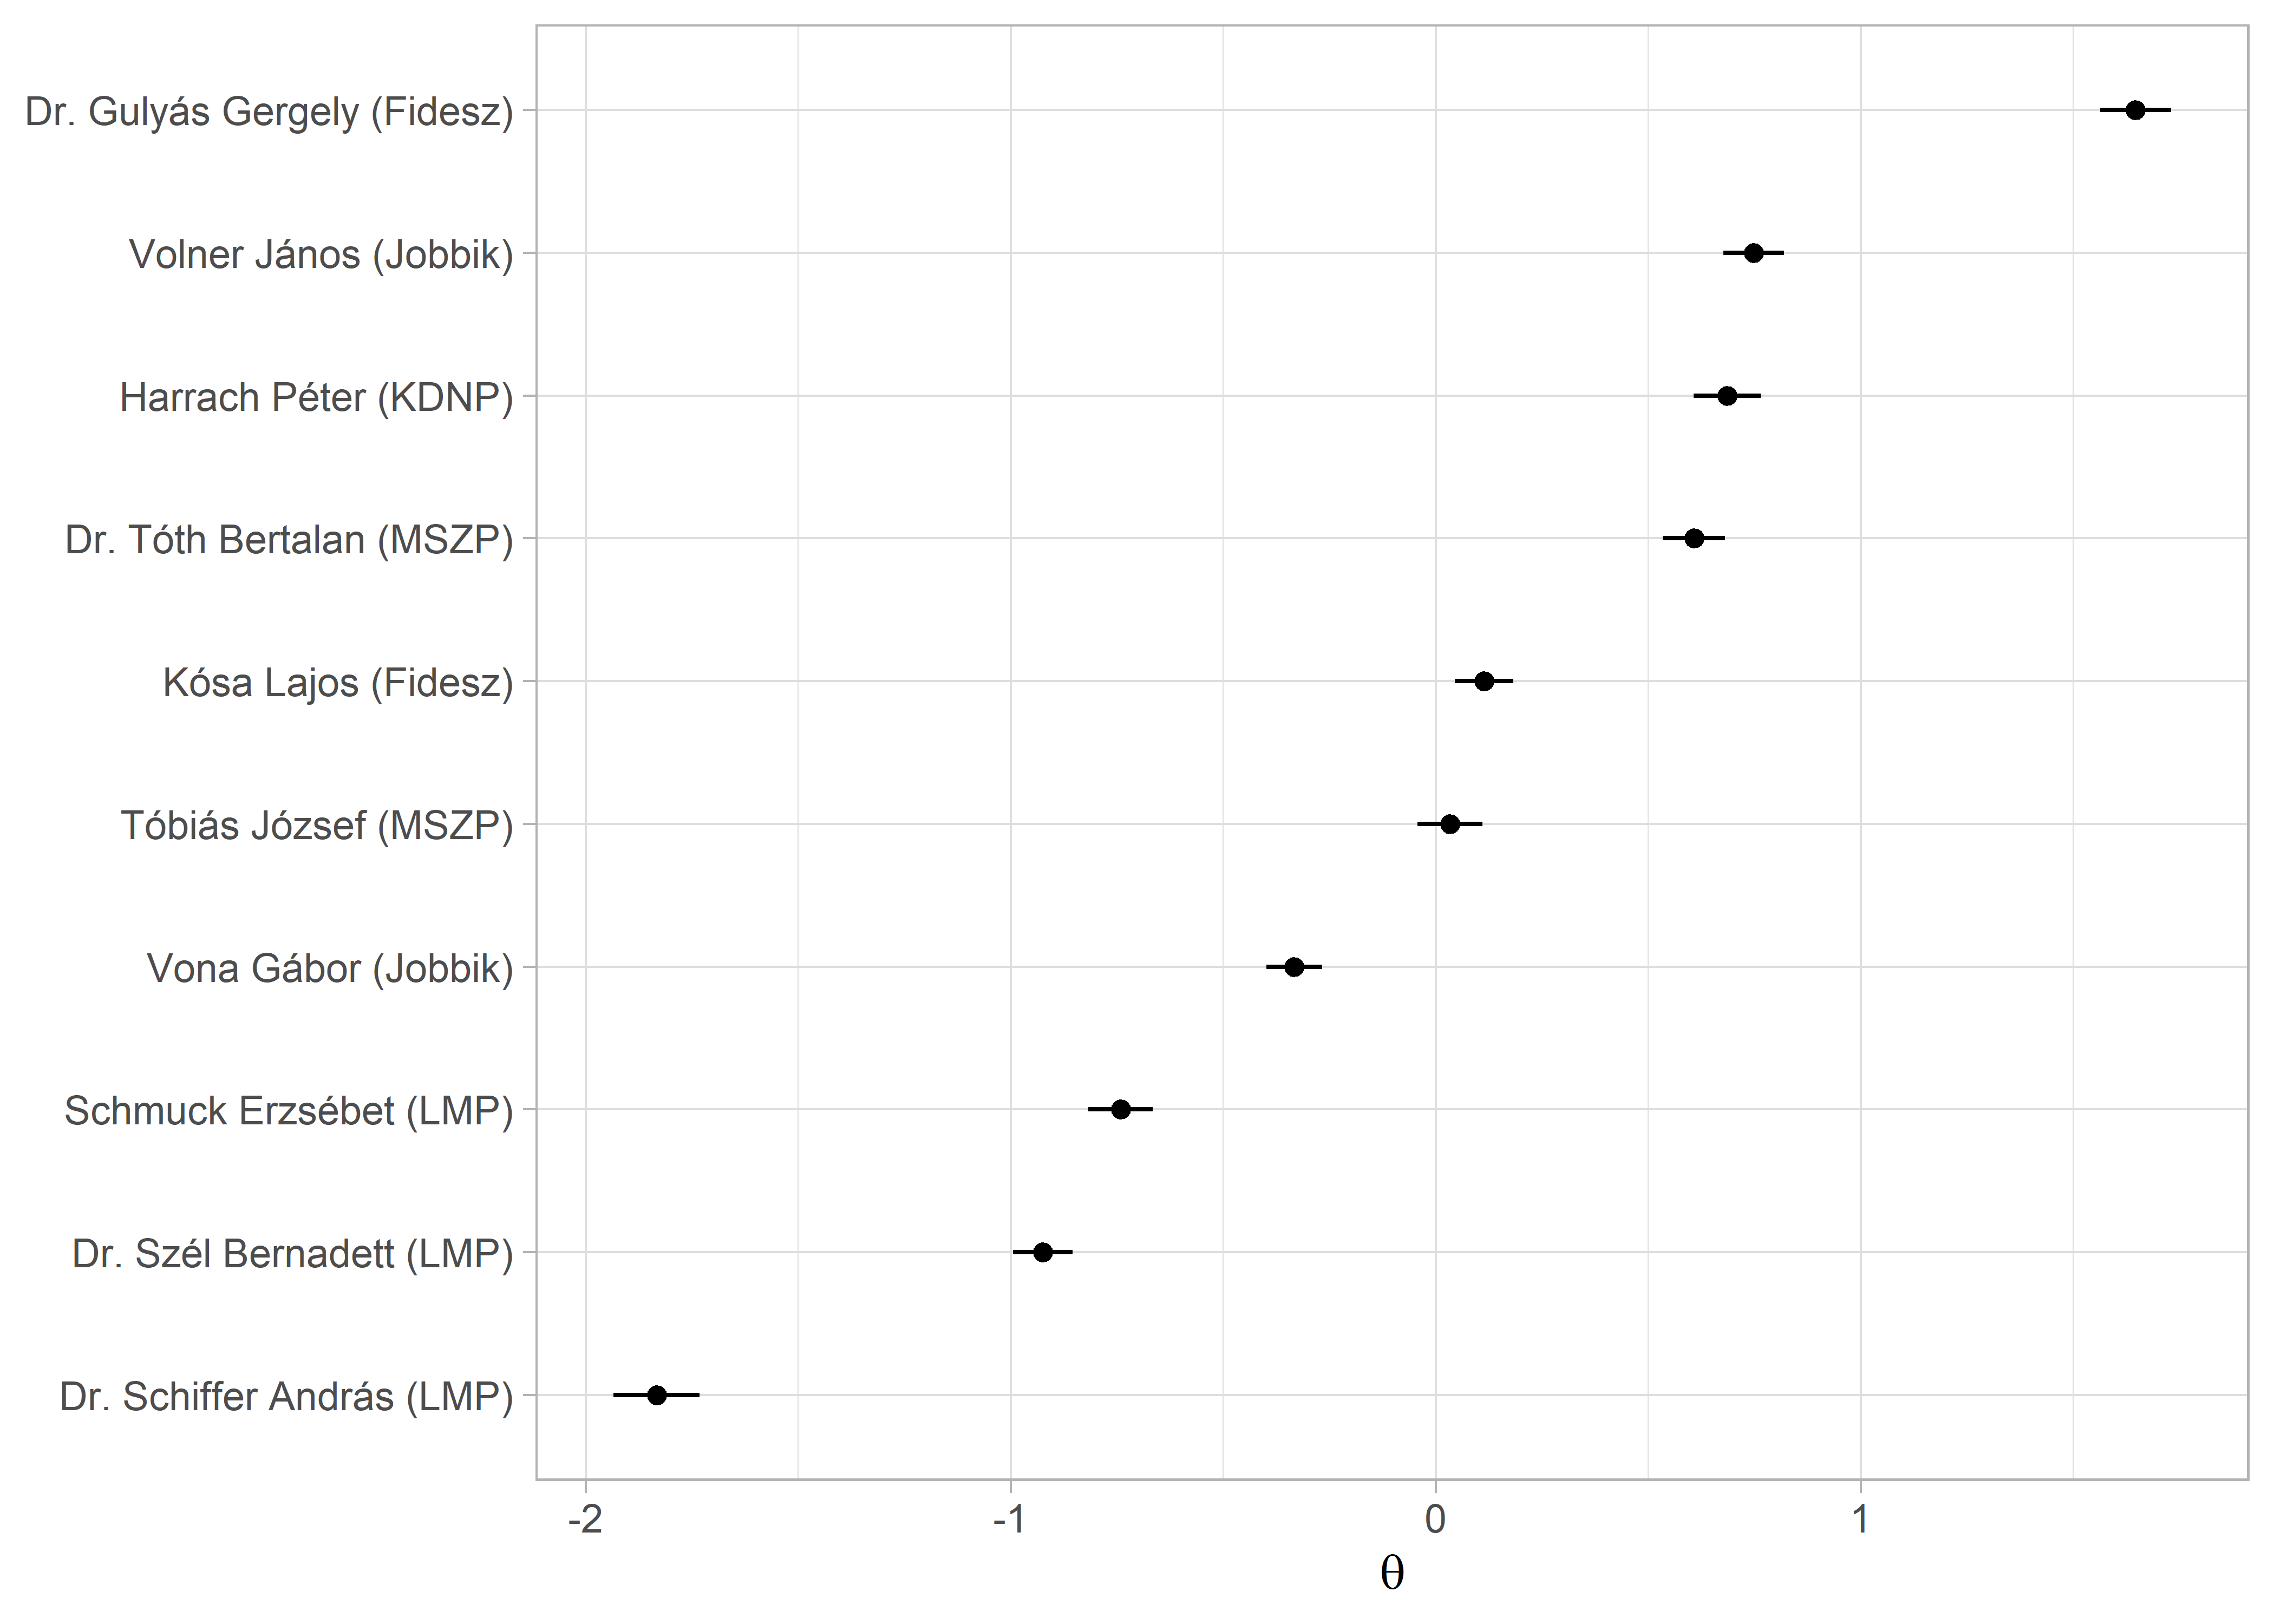 Dr. Gulyás Gergely (Fidesz)
Volner János (Jobbik)
Harrach Péter (KDNP)
Dr. Tóth Bertalan (MSZP)
Kósa Lajos (Fidesz)
Tóbiás József (MSZP)
Vona Gábor (Jobbik)
Schmuck Erzsébet (LMP)
Dr. Szél Bernadett (LMP)
Dr. Schiffer András (LMP)
-2 -1 0 1
θ